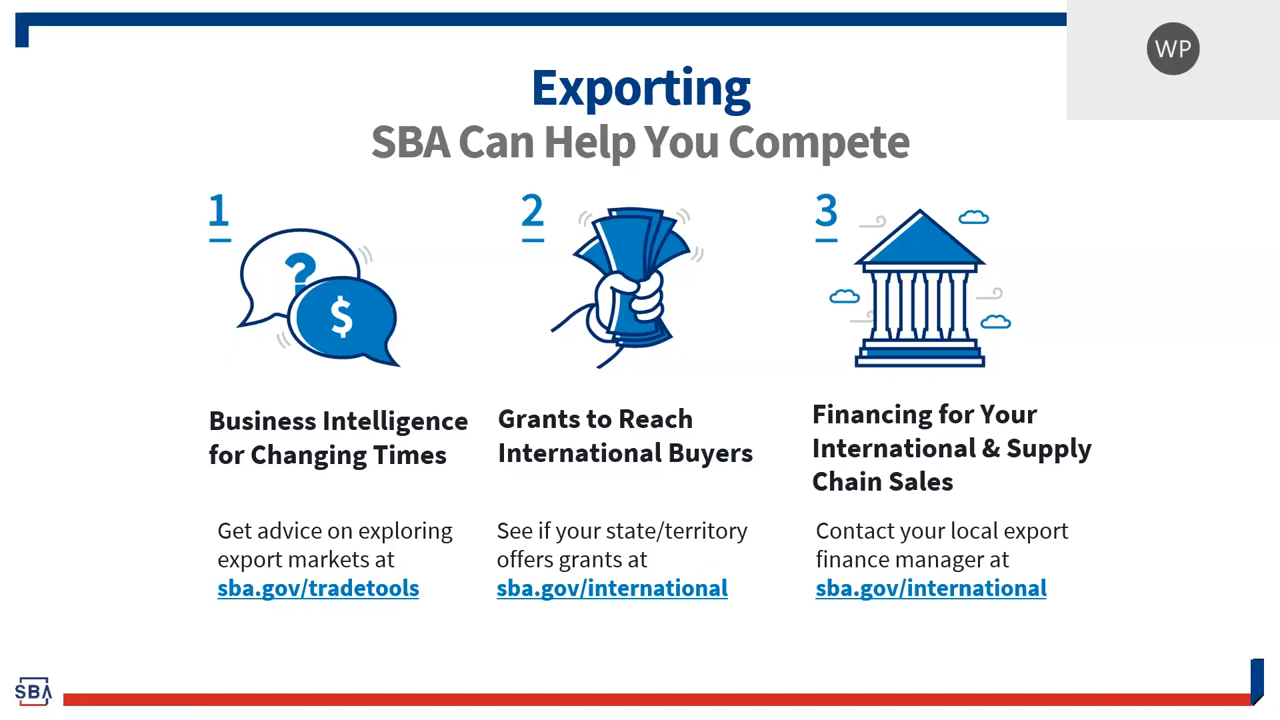 WP
Exporting
SBA Can Help You Compete
1
?
$
Business Intelligence
for Changing Times
Get advice on exploring
export markets at
sba.gov/tradetools
2
Grants to Reach
International Buyers
See if your state/territory
offers grants at
sba.gov/international
3
Financing for Your
International & Supply
Chain Sales
Contact your local export
finance manager at
sba.gov/international
SBA